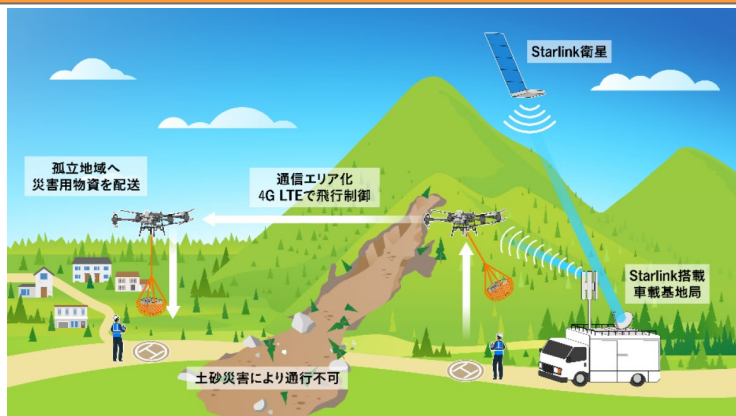 Starlink衛星
孤立地域へ
災害用物資を配送
通信エリア化
4G LTEで飛行制御
Starlink搭載
車載基地局
土砂災害により通行不可